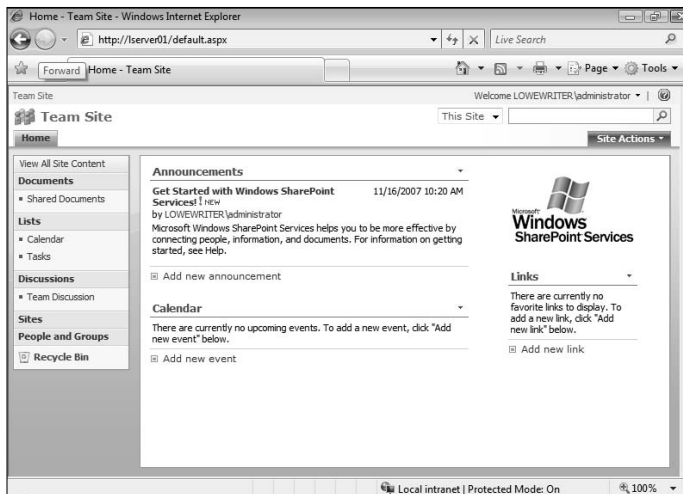 Home - Team Site - Windows Internet Explorer
http://lserver01/default.aspx
Live Search
Forward
Home - Team Site
Page
Tools
Team Site
Welcome LOWEWRITER\administrator
Team Site
This Site
Home
Site Actions
View All Site Content
Documents
Shared Documents
Lists
Calendar
Tasks
Discussions
Team Discussion
Sites
People and Groups
Recycle Bin
Announcements
Get Started with Windows SharePoint
Services! ! NEW
11/16/2007 10:20 AM
by LOWEWRITER\administrator
Microsoft Windows SharePoint Services helps you to be more effective by
connecting people, information, and documents. For information on getting
started, see Help.
Add new announcement
Calendar
There are currently no upcoming events. To add a new event, click "Add
new event" below.
Add new event
Microsoft
Windows
SharePoint Services
Links
There are currently no
favorite links to display. To
add a new link, click "Add
new link" below.
Add new link
Local intranet | Protected Mode: On
100%